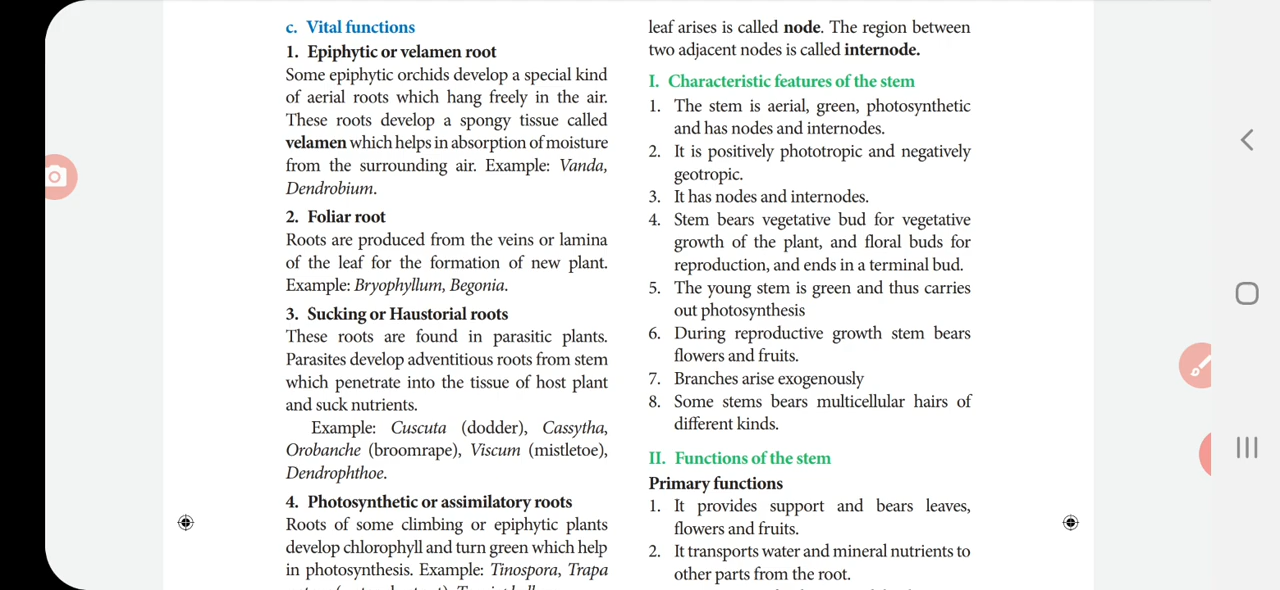 c. Vital functions
1. Epiphytic or velamen root
Some epiphytic orchids develop a special kind
of aerial roots which hang freely in the air.
These roots develop a spongy tissue called
velamen which helps in absorption of moisture
from the surrounding air. Example: Vanda,
Dendrobium.
2. Foliar root
Roots are produced from the veins or lamina
of the leaf for the formation of new plant.
Example: Bryophyllum, Begonia.
3. Sucking or Haustorial roots
These roots are found in parasitic plants.
Parasites develop adventitious roots from stem
which penetrate into the tissue of host plant
and suck nutrients.
Example: Cuscuta (dodder), Cassytha,
Orobanche (broomrape), Viscum (mistletoe),
Dendrophthoe.
4. Photosynthetic or assimilatory roots
Roots of some climbing or epiphytic plants
develop chlorophyll and turn green which help
in photosynthesis. Example: Tinospora, Trapa
leaf arises is called node. The region between
two adjacent nodes is called internode.
I. Characteristic features of the stem
1. The stem is aerial, green, photosynthetic
and has nodes and internodes.
2. It is positively phototropic and negatively
geotropic.
3. It has nodes and internodes.
4. Stem bears vegetative bud for vegetative
growth of the plant, and floral buds for
reproduction, and ends in a terminal bud.
5. The young stem is green and thus carries
out photosynthesis
6. During reproductive growth stem bears
flowers and fruits.
7. Branches arise exogenously
8. Some stems bears multicellular hairs of
different kinds.
II. Functions of the stem
Primary functions
1. It provides support and bears leaves,
flowers and fruits.
2. It transports water and mineral nutrients to
other parts from the root.